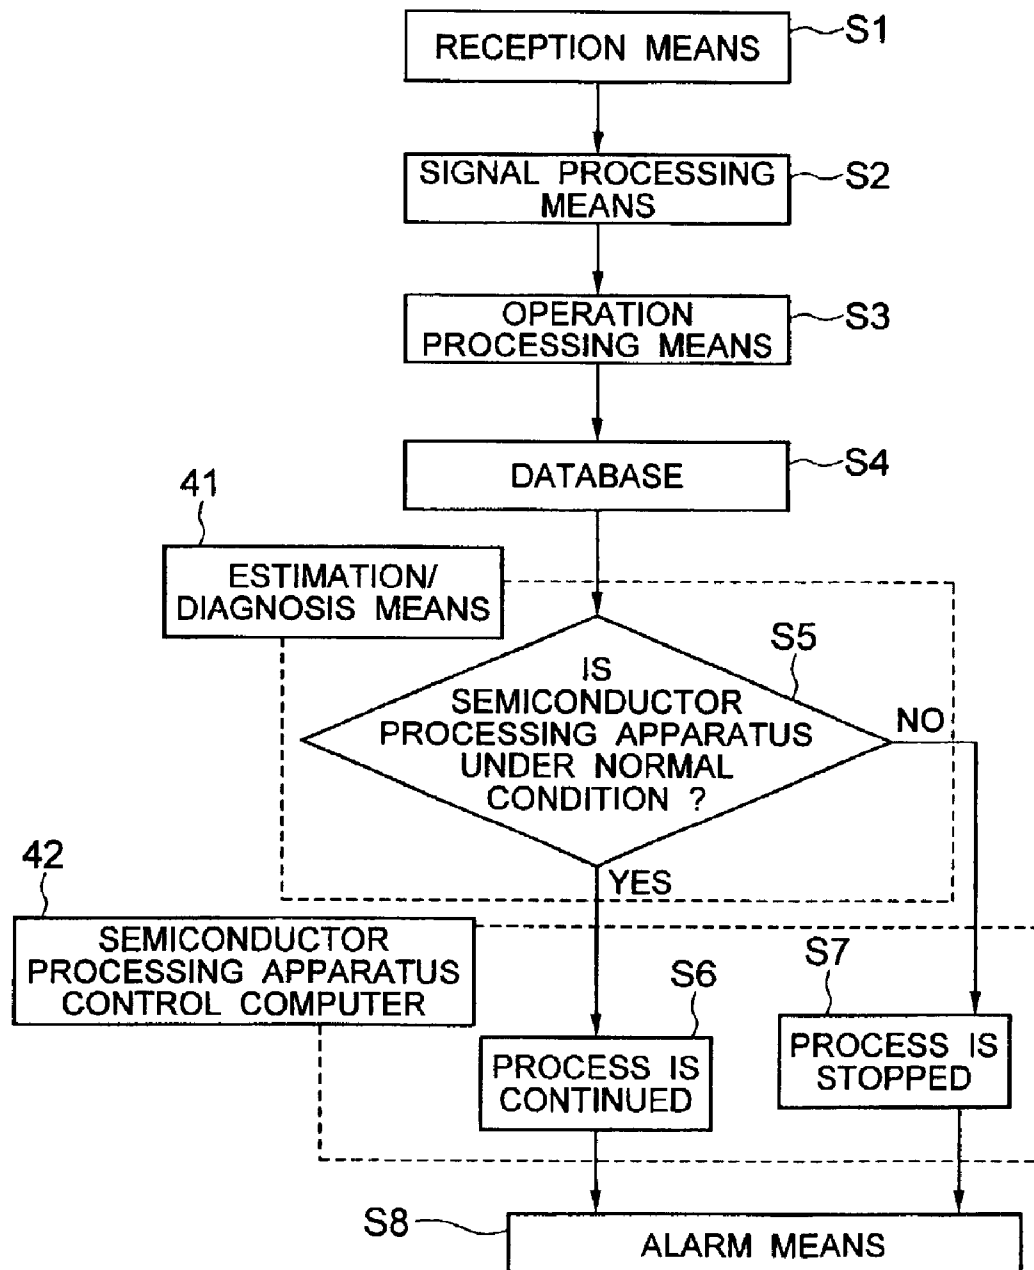 RECEPTION MEANS
S1
SIGNAL PROCESSING
MEANS
S2
OPERATION
PROCESSING MEANS
S3
DATABASE
S4
41
ESTIMATION/
DIAGNOSIS MEANS
S5
IS
SEMICONDUCTOR
PROCESSING APPARATUS
UNDER NORMAL
CONDITION ?
NO
YES
42
SEMICONDUCTOR
PROCESSING APPARATUS
CONTROL COMPUTER
S6
PROCESS IS
CONTINUED
S7
PROCESS IS
STOPPED
S8
ALARM MEANS